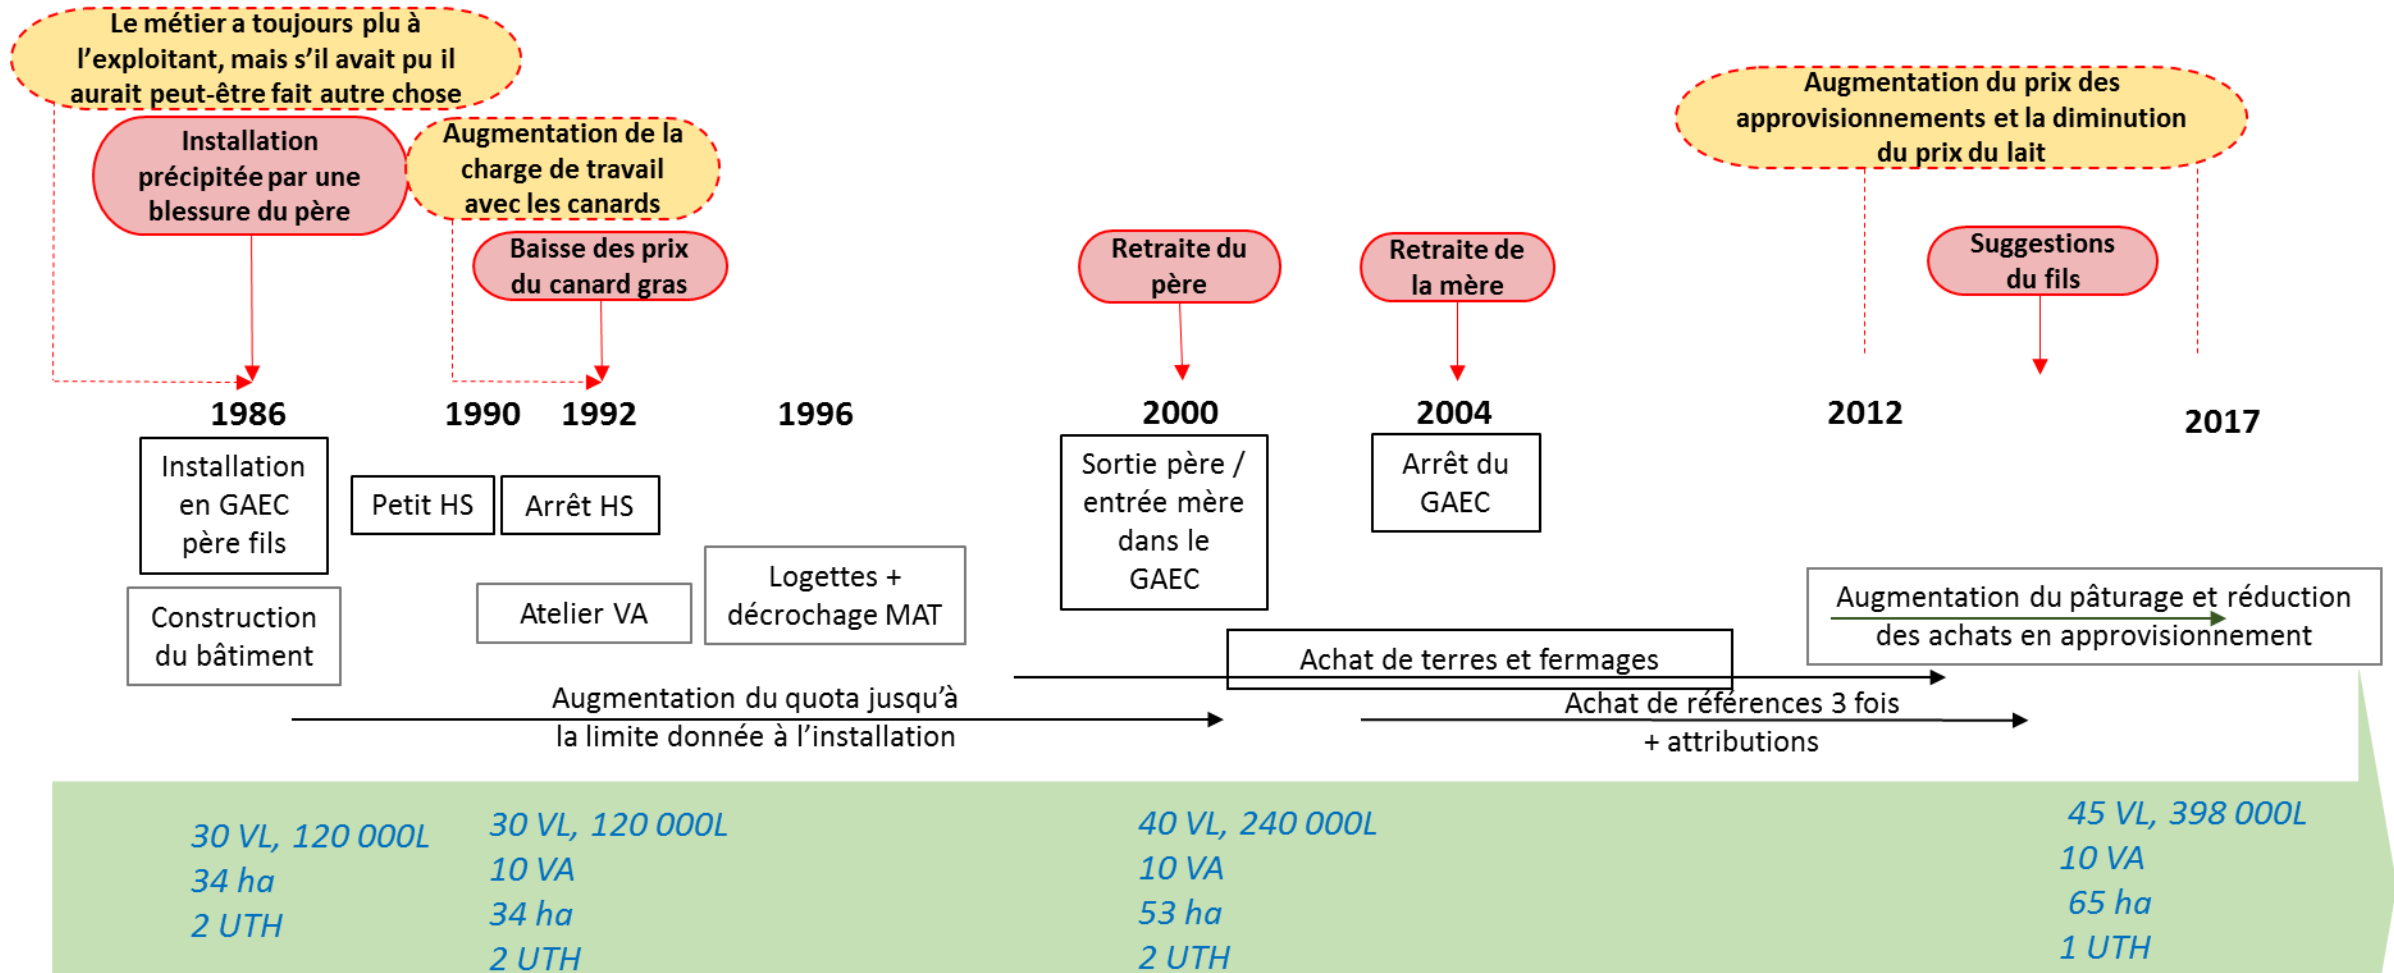 Le métier a toujours plu à
l'exploitant, mais s'il avait pu il
aurait peut-être fait autre chose
Installation
précipitée par une
blessure du père
Augmentation de la
charge de travail
avec les canards
Baisse des prix
du canard gras
Retraite du
père
Retraite de
la mère
Augmentation du prix des
approvisionnements et la diminution
du prix du lait
Suggestions
du fils
1986
1990
1992
1996
2000
2004
2012
2017
Installation
en GAEC
père fils
Petit HS
Arrêt HS
Sortie père /
entrée mère
dans le
GAEC
Arrêt du
GAEC
Construction
du bâtiment
Atelier VA
Logettes +
décrochage MAT
Augmentation du pâturage et réduction
des achats en approvisionnement
Achat de terres et fermages
Augmentation du quota jusqu'à
la limite donnée à l'installation
Achat de références 3 fois
+ attributions
30 VL, 120 000L
34 ha
2 UTH
30 VL, 120 000L
10 VA
34 ha
2 UTH
40 VL, 240 000L
10 VA
53 ha
2 UTH
45 VL, 398 000L
10 VA
65 ha
1 UTH